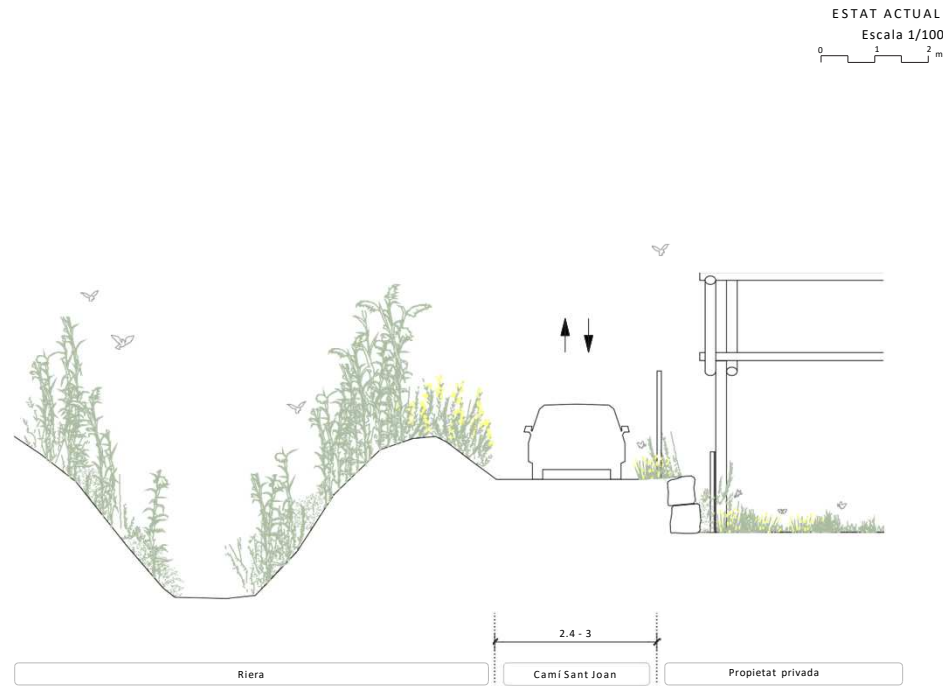 ESTAT ACTUAL
Escala 1/100
0 1 2 m
2.4 - 3
Riera
Camí Sant Joan
Propietat privada